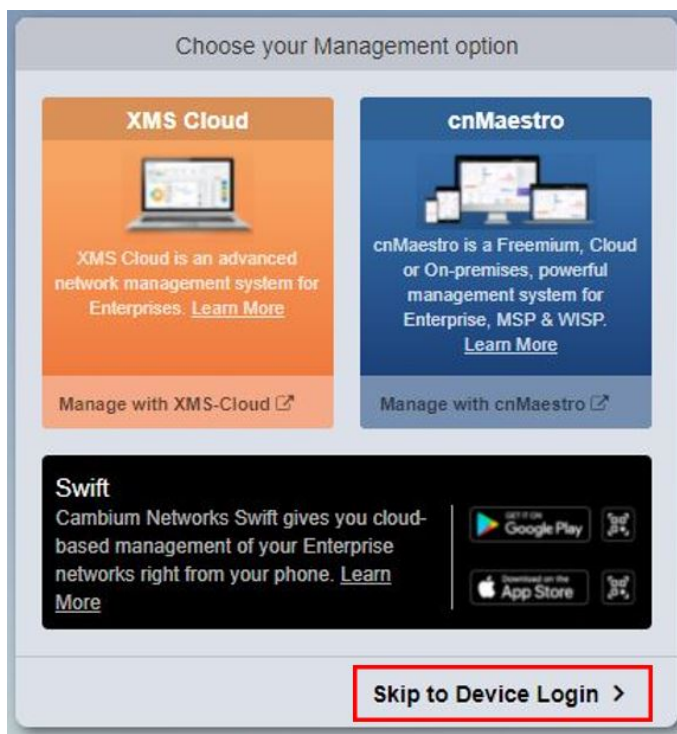 Choose your Management option
XMS Cloud
XMS Cloud is an advanced
network management system for
Enterprises. Learn More
Manage with XMS-Cloud
cnMaestro
cnMaestro is a Freemium, Cloud
or On-premises, powerful
management system for
Enterprise, MSP & WISP.
Learn More
Manage with cnMaestro
Swift
Cambium Networks Swift gives you cloud-
based management of your Enterprise
networks right from your phone. Learn
More
GET IT ON
Google Play
Download on the
App Store
Skip to Device Login